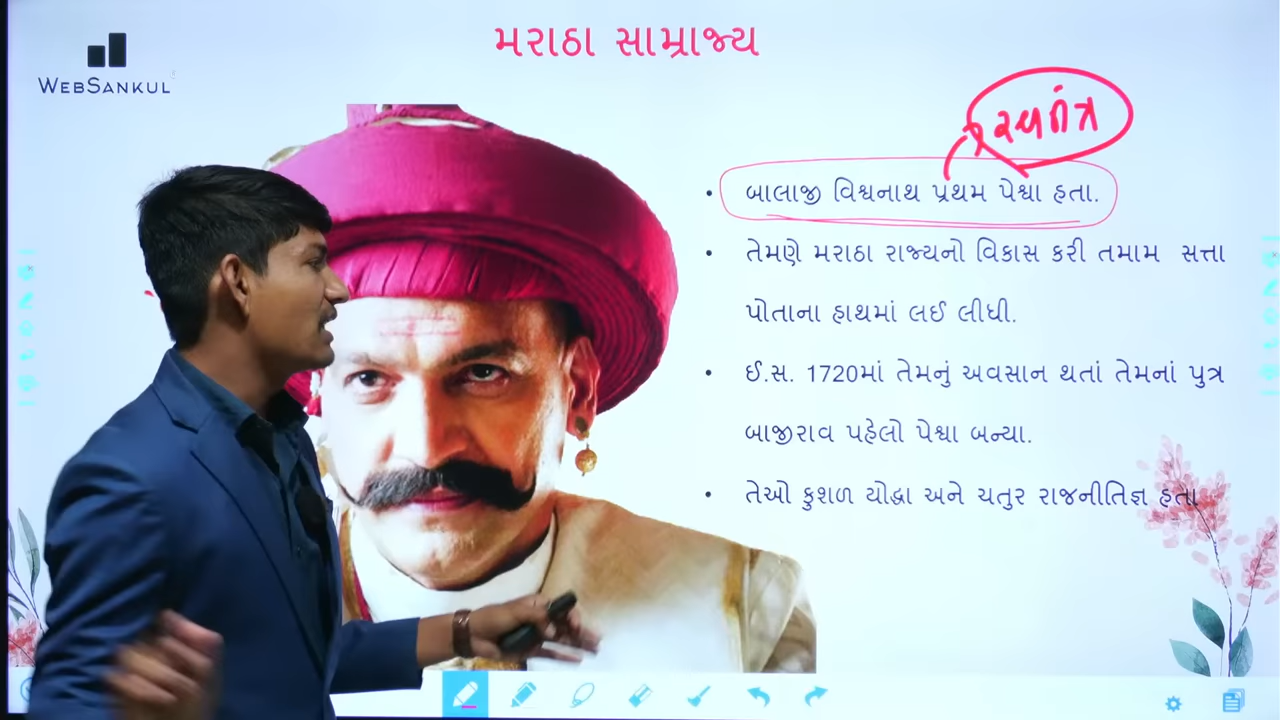 મરાઠા સામ્રાજ્ય
WEBSANKUL
સ્વતંત્ર
• બાલાજી વિશ્વનાથ પ્રથમ પેશ્વા હતા.
• તેમણે મરાઠા રાજ્યનો વિકાસ કરી તમામ સત્તા
પોતાના હાથમાં લઈ લીધી.
• ઈ.સ. 1720માં તેમનું અવસાન થતાં તેમનાં પુત્ર
બાજીરાવ પહેલો પેશ્વા બન્યા.
• તેઓ કુશળ યોદ્ધા અને ચતુર રાજનીતિજ્ઞ હતા